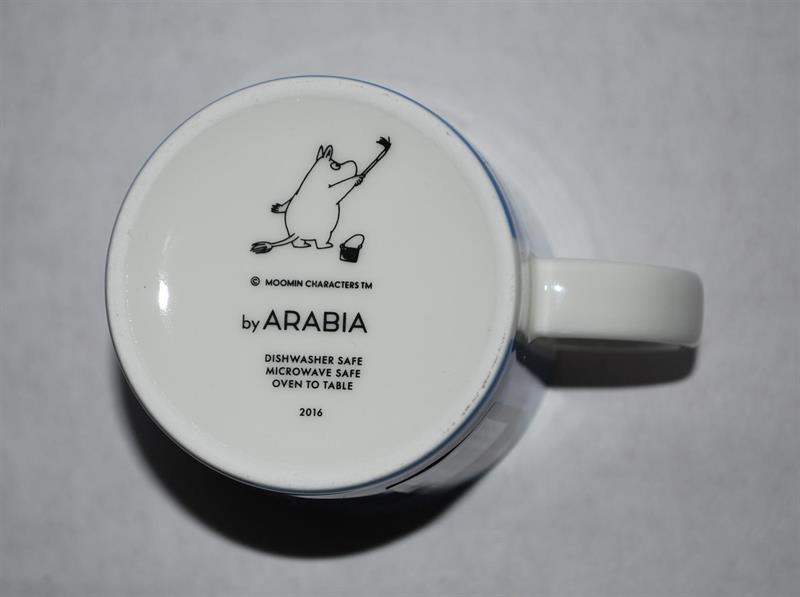 © MOOMIN CHARACTERS TM
by ARABIA
DISHWASHER SAFE
MICROWAVE SAFE
OVEN TO TABLE
2016